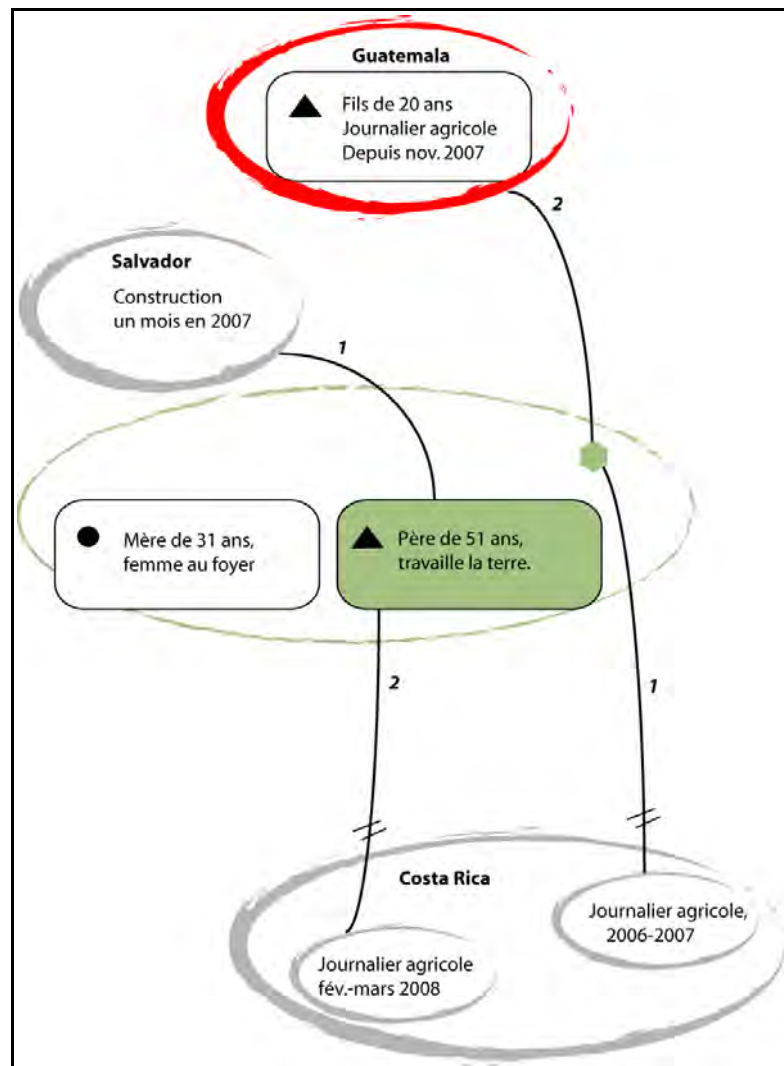 Guatemala
Fils de 20 ans
Journalier agricole
Depuis nov. 2007
2
Salvador
Construction
un mois en 2007
1
Mère de 31 ans,
femme au foyer
Père de 51 ans,
travaille la terre.
2
1
Costa Rica
Journalier agricole,
2006-2007
Journalier agricole
fév.-mars 2008